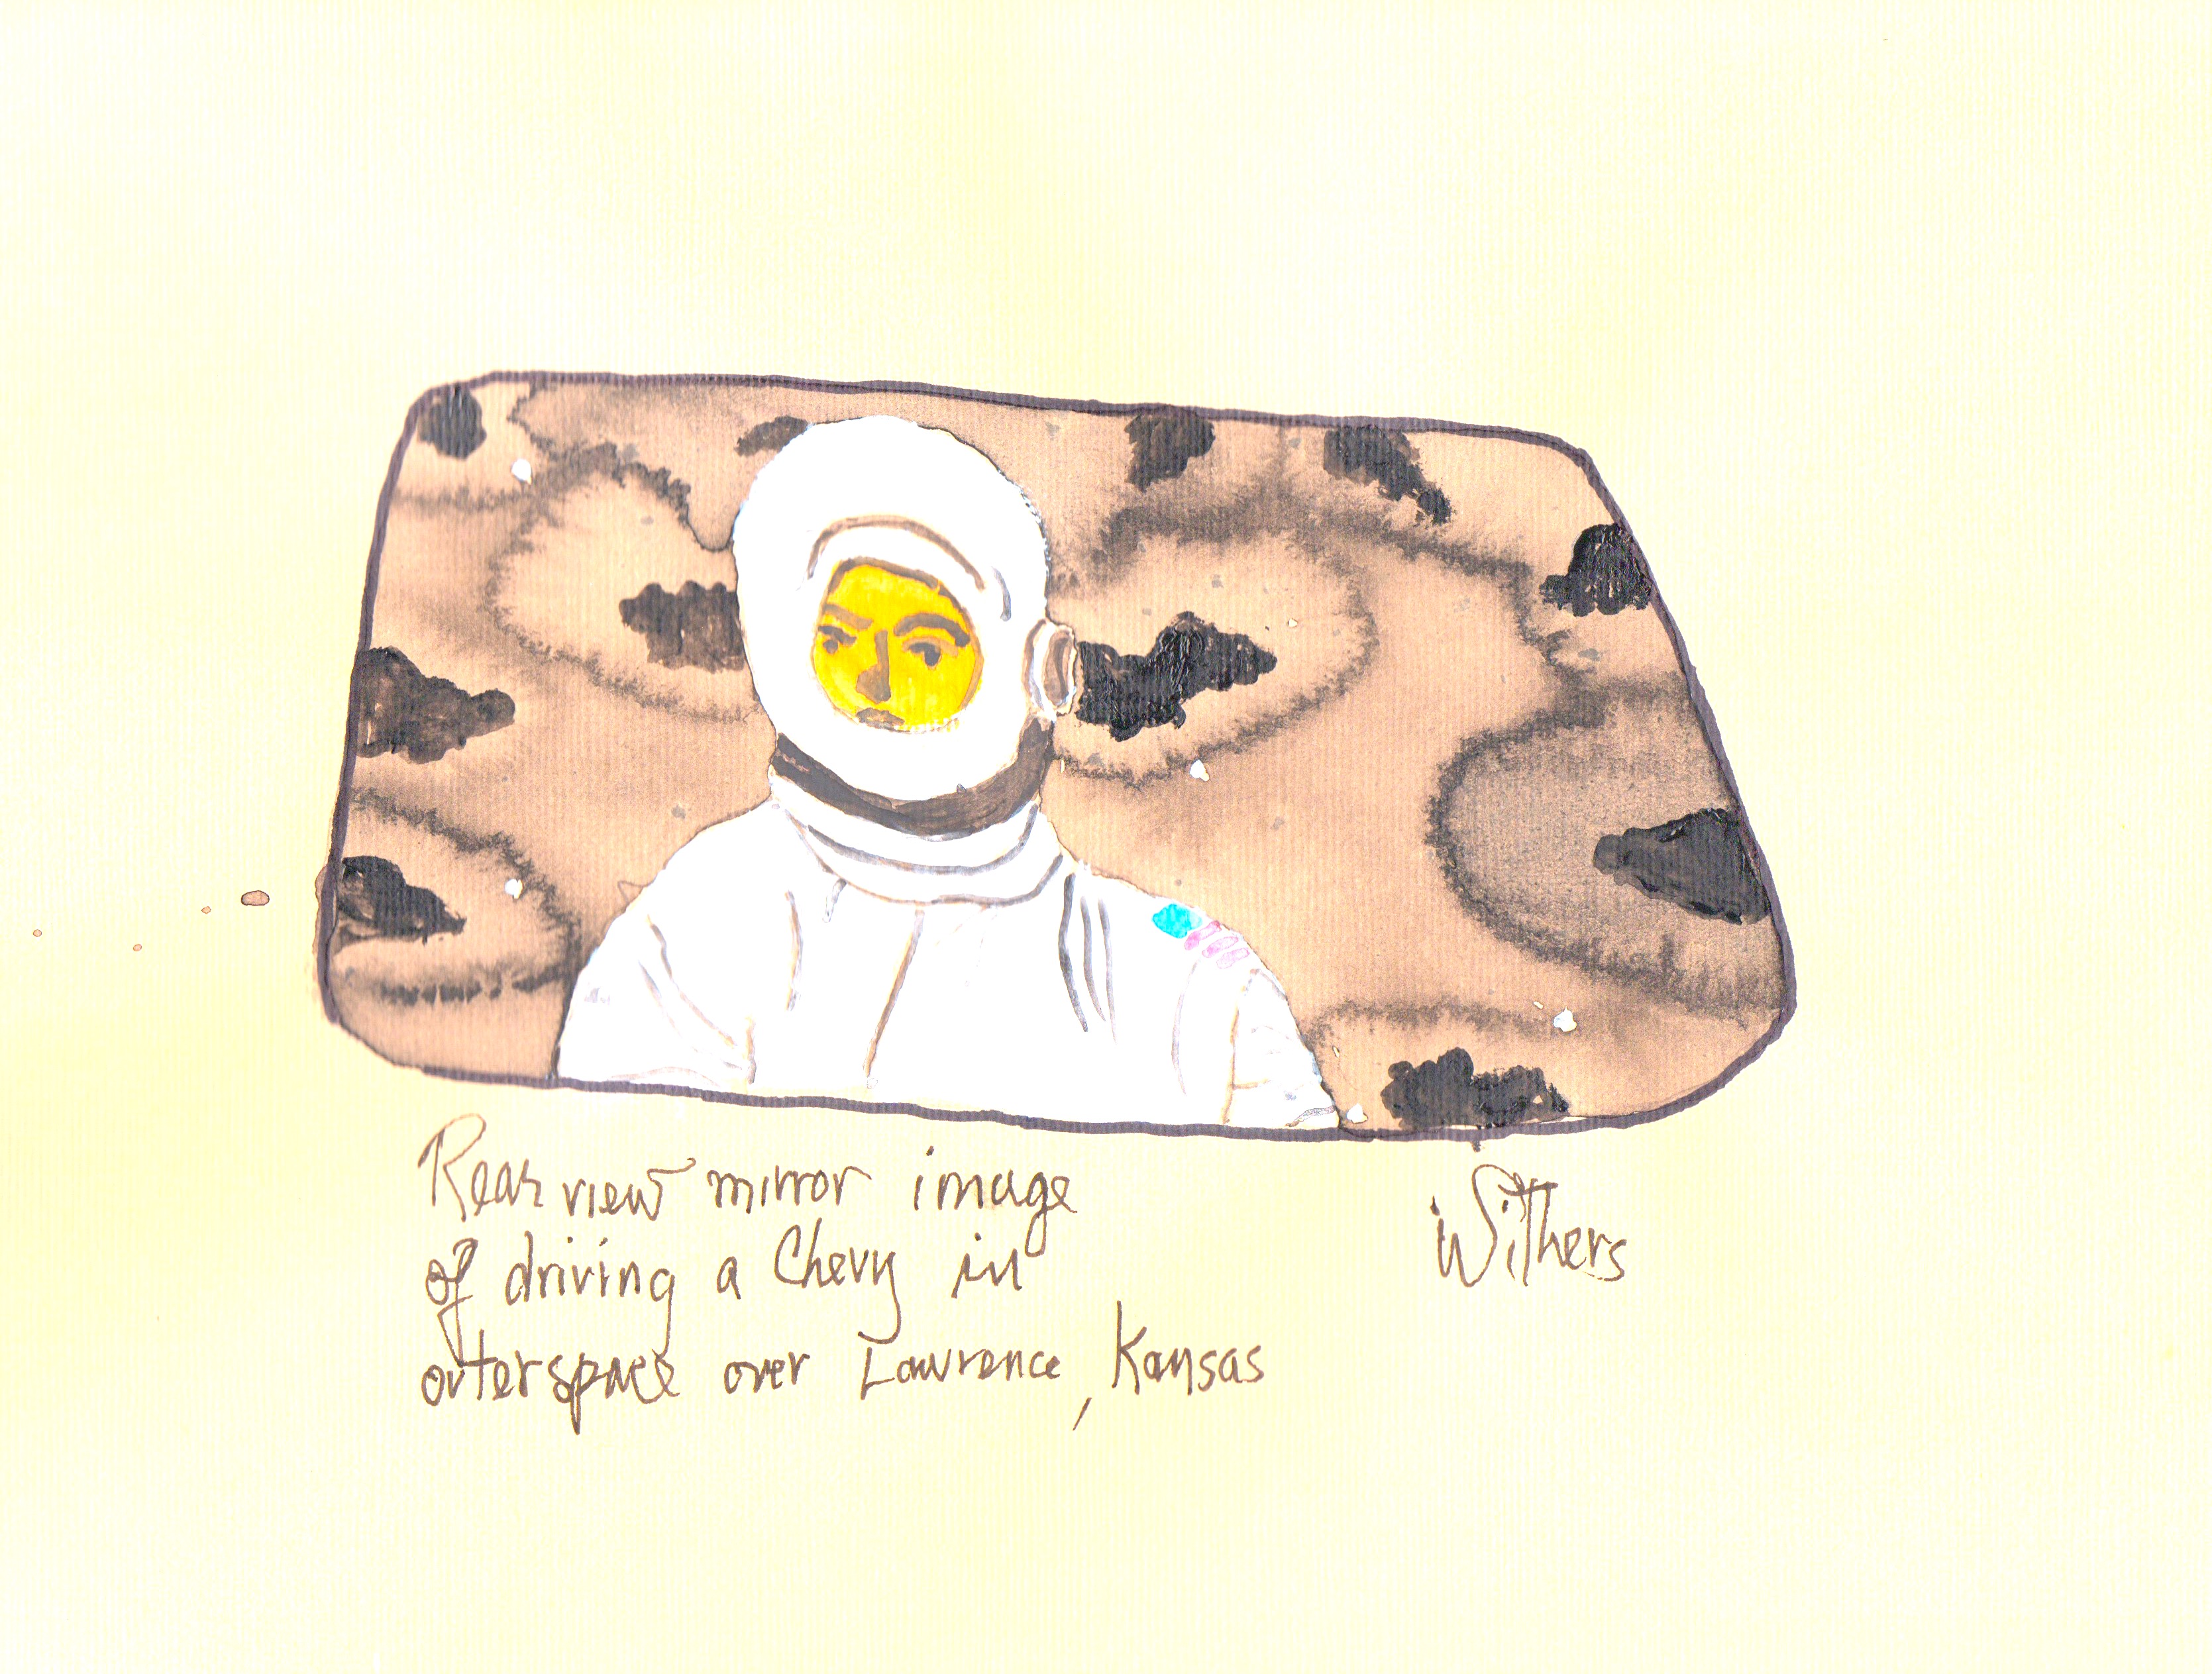 Rear view mirror image
of driving a Chevy in
outerspace over Lawrence, Kansas
Withers